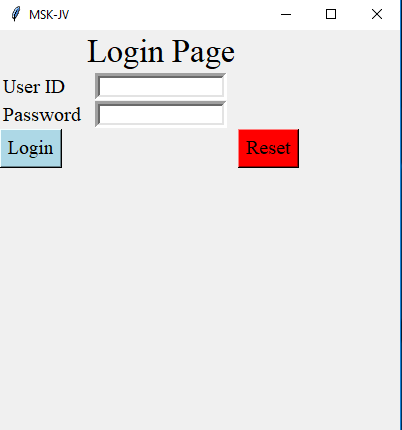 MSK-JV
Login Page
User ID
Password
Login Reset